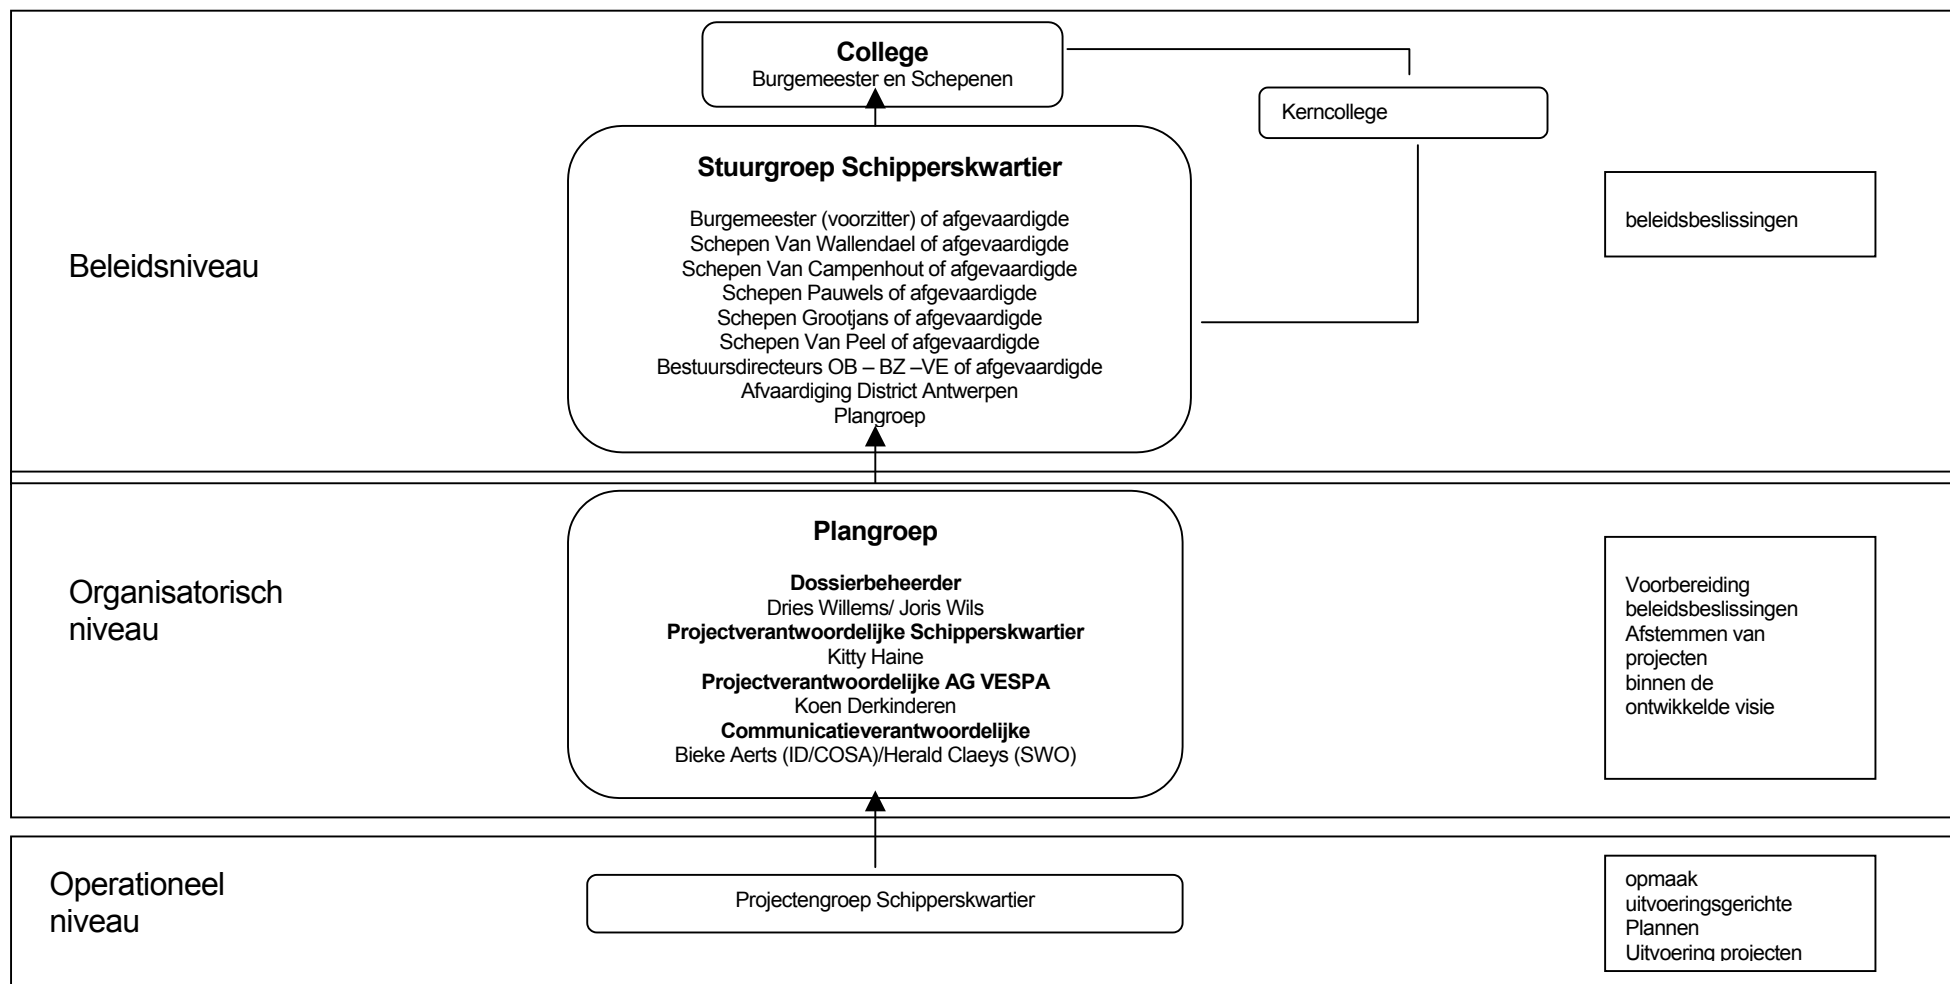 College
Burgemeester en Schepenen
Kerncollege
Beleidsniveau
Stuurgroep Schipperskwartier
Burgemeester (voorzitter) of afgevaardigde
Schepen Van Wallendael of afgevaardigde
Schepen Van Campenhout of afgevaardigde
Schepen Pauwels of afgevaardigde
Schepen Grootjans of afgevaardigde
Schepen Van Peel of afgevaardigde
Bestuursdirecteurs OB – BZ –VE of afgevaardigde
Afvaardiging District Antwerpen
Plangroep
beleidsbeslissingen
Organisatorisch
niveau
Plangroep
Dossierbeheerder
Dries Willems/ Joris Wils
Projectverantwoordelijke Schipperskwartier
Kitty Haine
Projectverantwoordelijke AG VESPA
Koen Derkinderen
Communicatieverantwoordelijke
Bieke Aerts (ID/COSA)/Herald Claeys (SWO)
Voorbereiding
beleidsbeslissingen
Afstemmen van
projecten
binnen de
ontwikkelde visie
Operationeel
niveau
Projectengroep Schipperskwartier
opmaak
uitvoeringsgerichte
Plannen
Uitvoering projecten